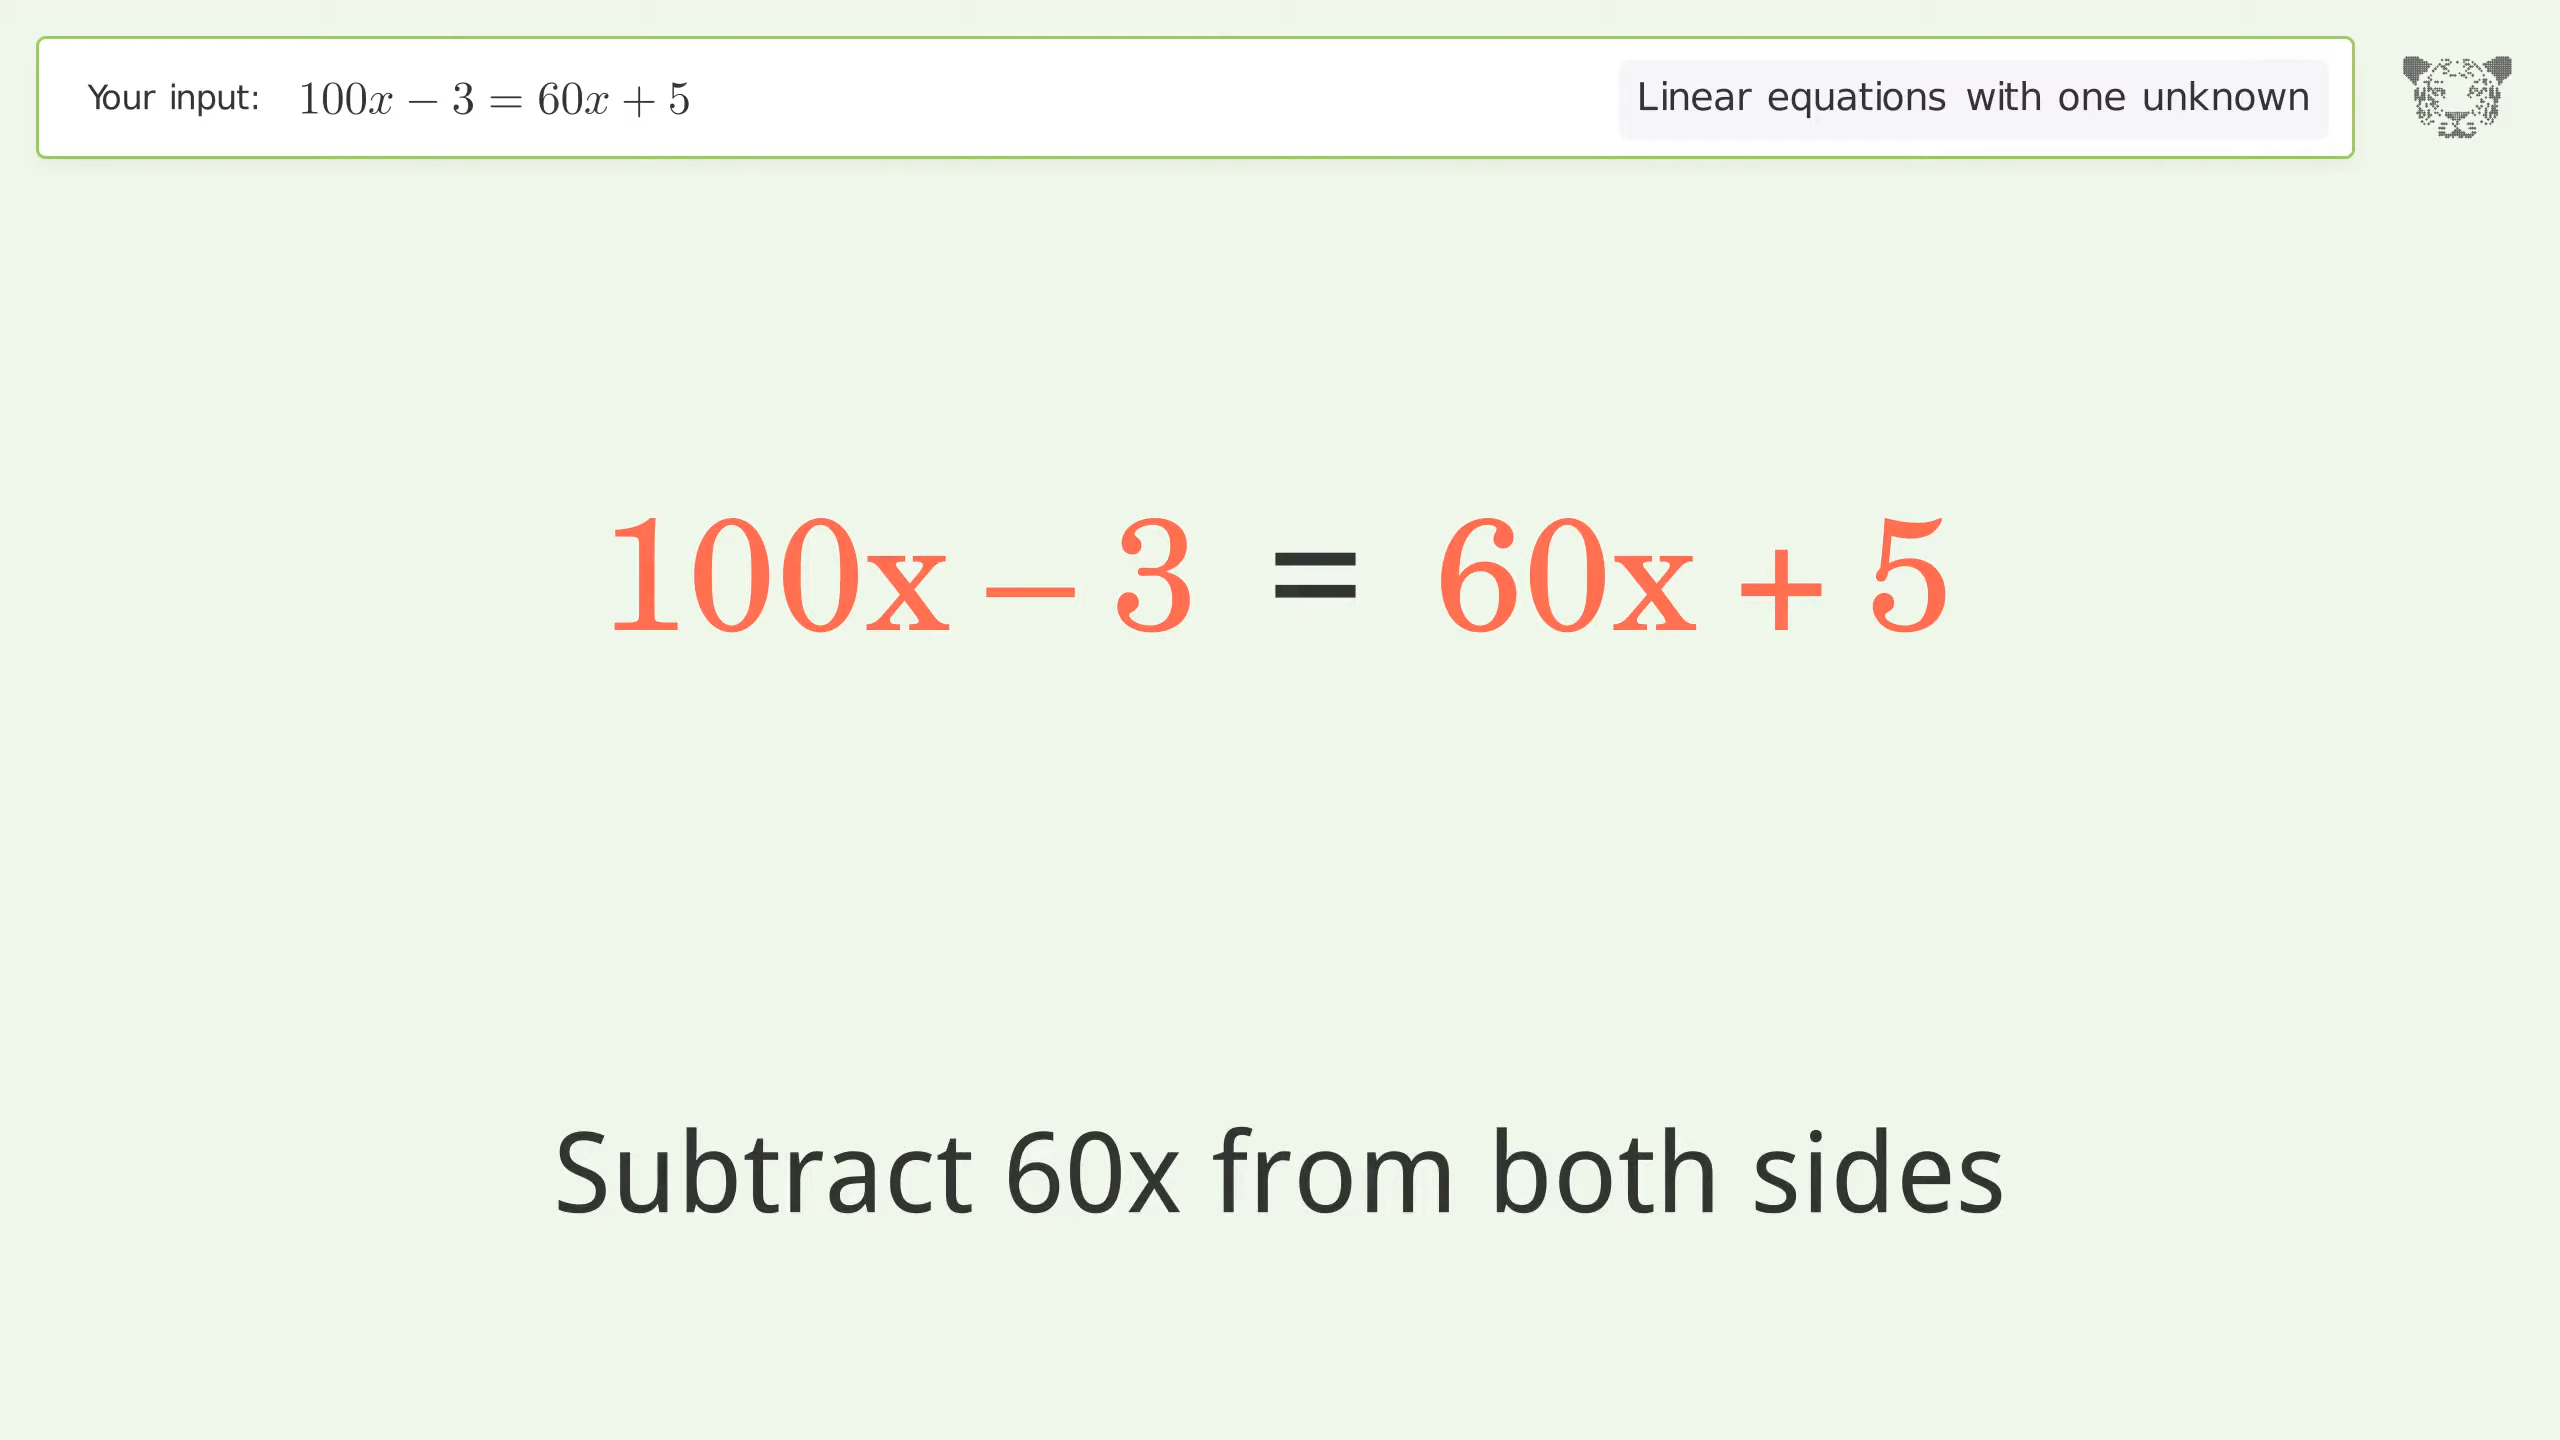 Your input: 100x − 3 = 60x + 5 Linear equations with one unknown
100x − 3 = 60x + 5
Subtract 60x from both sides